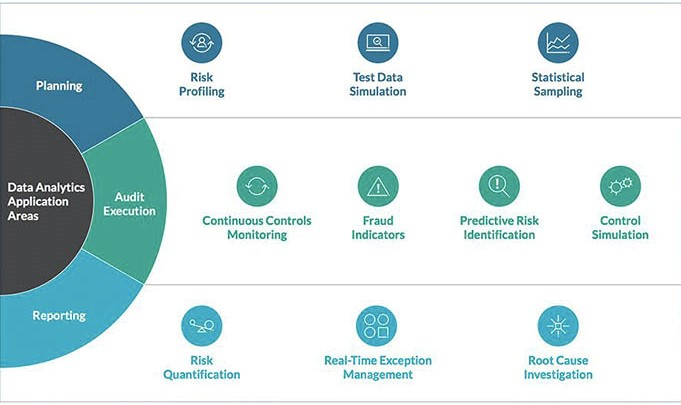 Data Analytics
Application
Areas
Planning
Risk
Profiling
Test Data
Simulation
Statistical
Sampling
Audit
Execution
Continuous Controls
Monitoring
Fraud
Indicators
Predictive Risk
Identification
Control
Simulation
Reporting
Risk
Quantification
Real-Time Exception
Management
Root Cause
Investigation